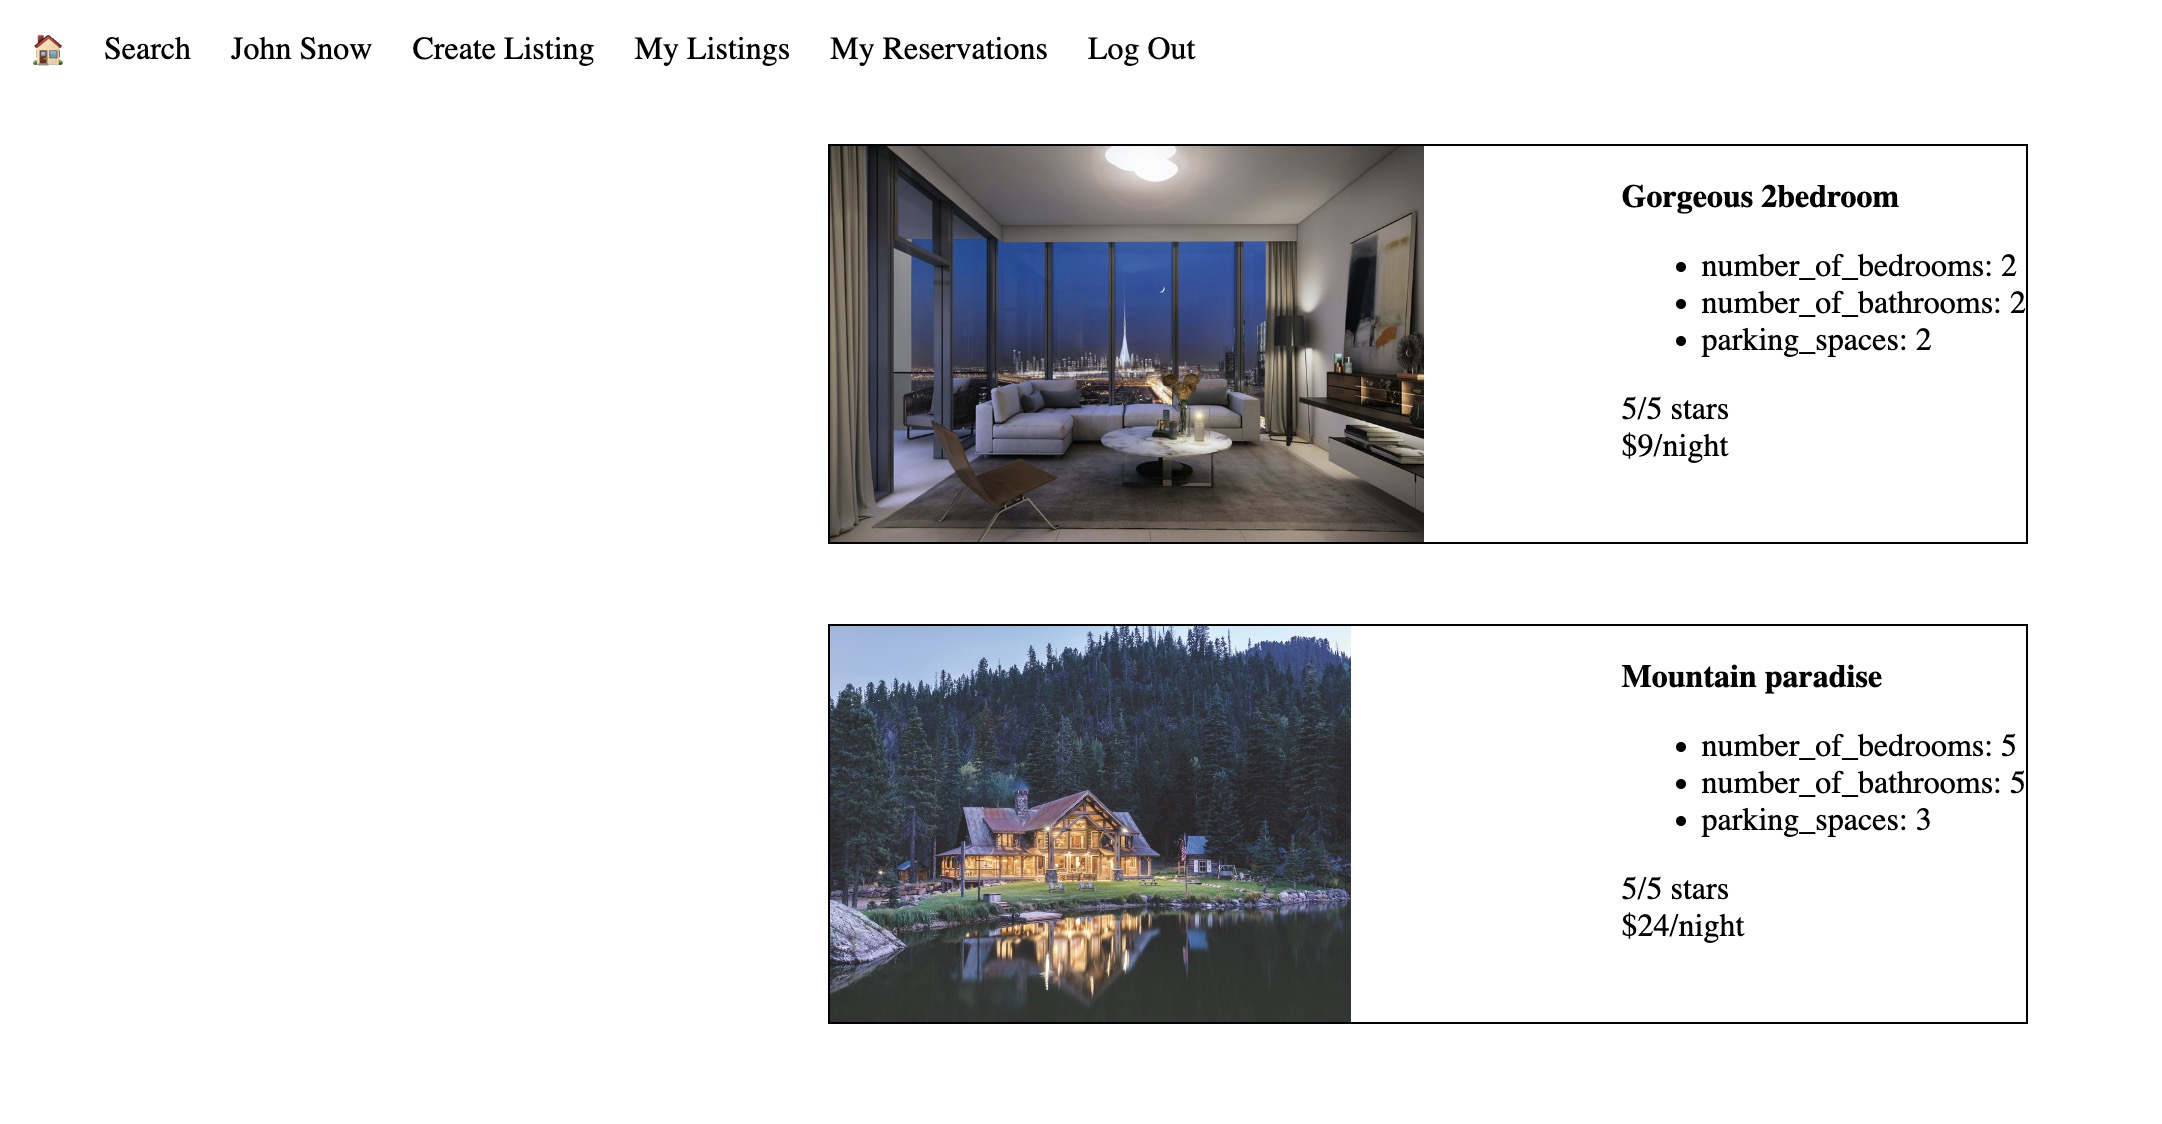 Search John Snow Create Listing My Listings My Reservations Log Out
Gorgeous 2bedroom
number_of_bedrooms: 2
number_of_bathrooms: 2
parking_spaces: 2
5/5 stars
$9/night
Mountain paradise
number_of_bedrooms: 5
number_of_bathrooms: 5
parking_spaces: 3
5/5 stars
$24/night